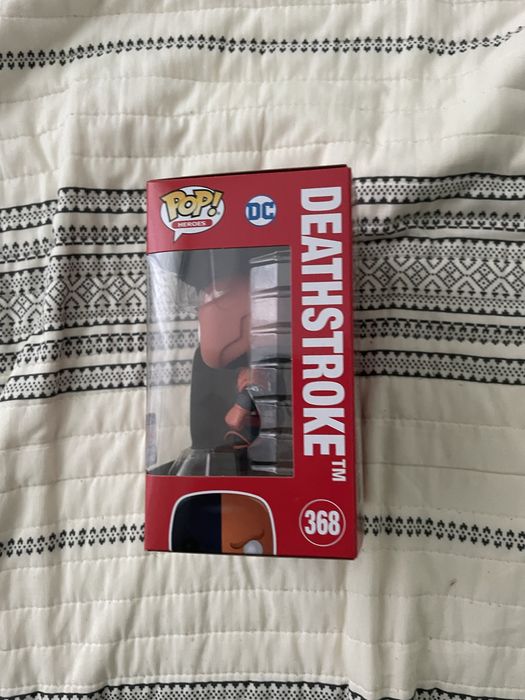 POP!
HEROES
DC
DEATHSTROKE™
368